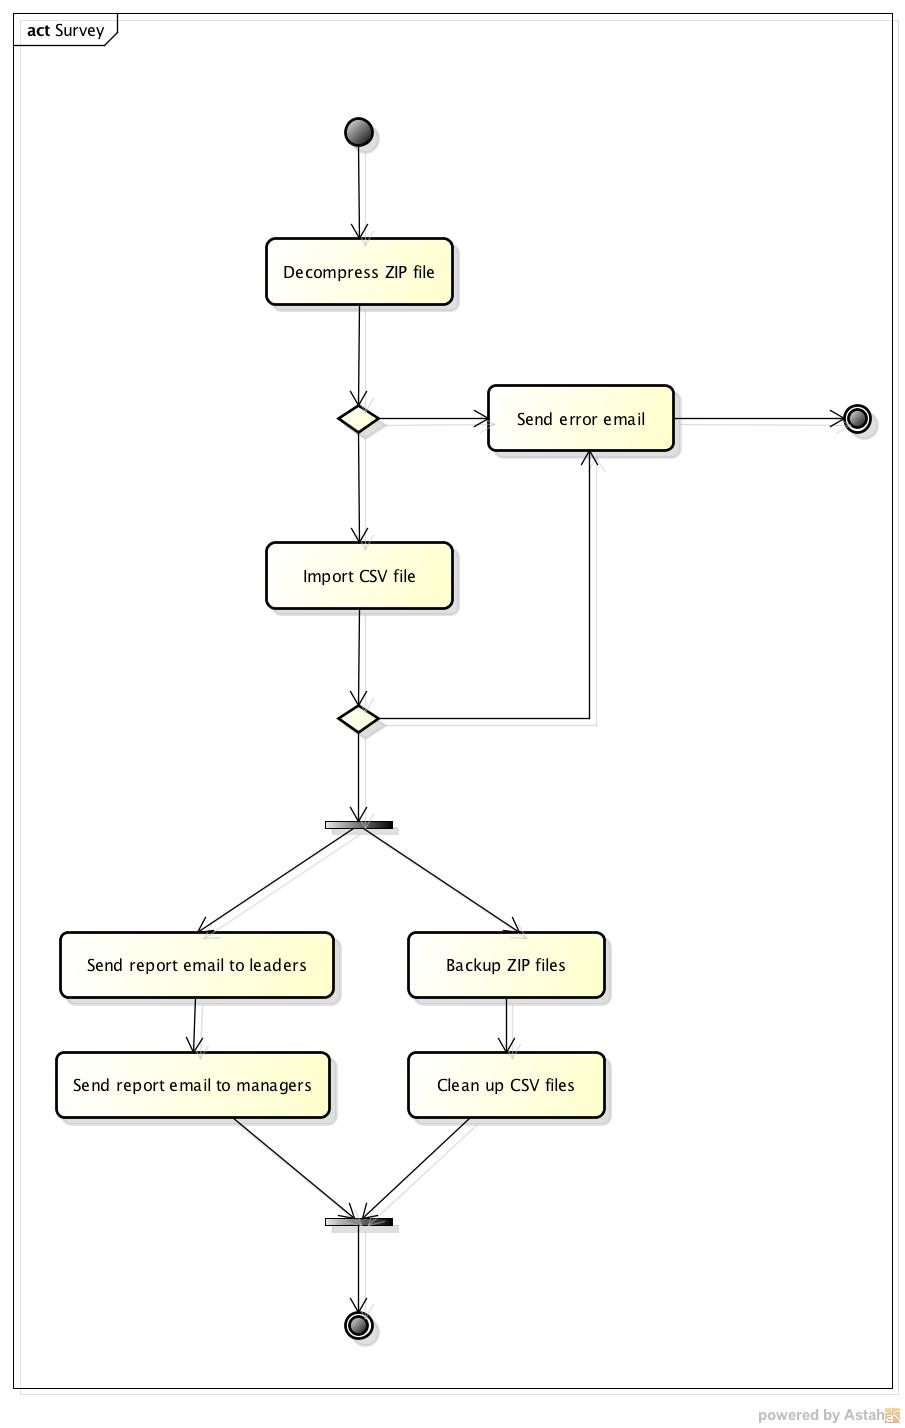 act Survey
Decompress ZIP file
Send error email
Import CSV file
Send report email to leaders
Backup ZIP files
Send report email to managers
Clean up CSV files
powered by Astah